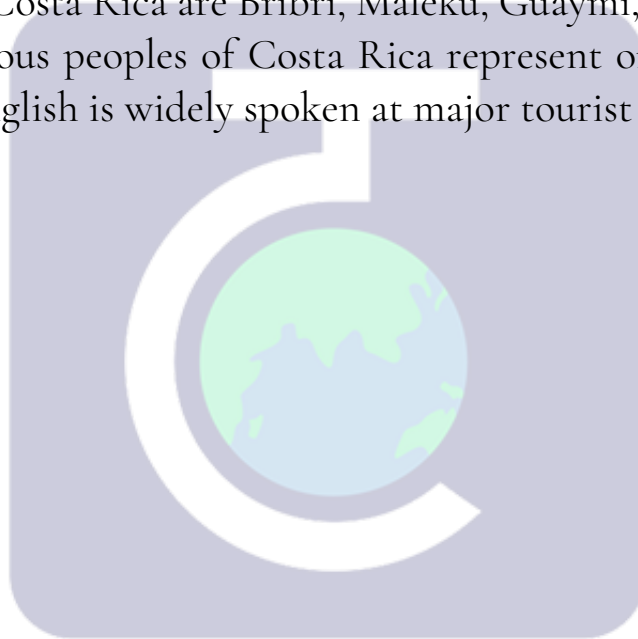 Costa Rica are Bribri, Maleku, Guaymi,
ous peoples of Costa Rica represent o
glish is widely spoken at major tourist